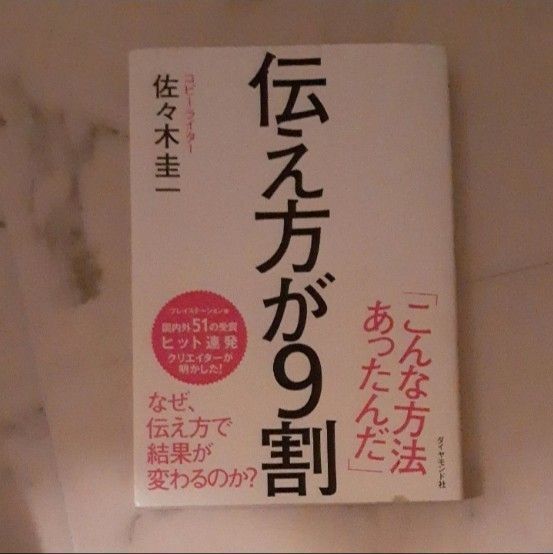 伝え方が9割
コピーライター
佐々木圭一
「こんな方法
あったんだ」
国内外51の受賞
ヒット連発
クリエイターが
明かした!
なぜ、
伝え方で
結果が
変わるのか?
ダイヤモンド社